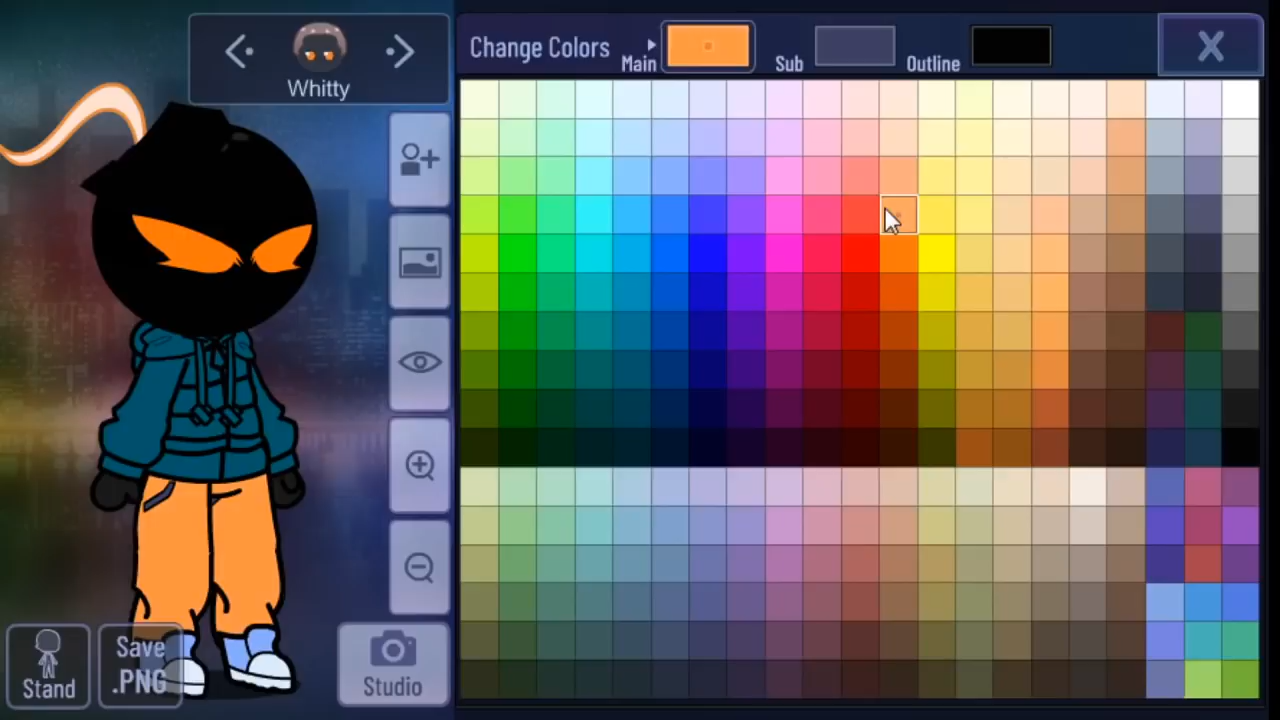 Whitty
Change Colors
Main
Sub
Outline
X
Stand
Save
.PNG
Studio